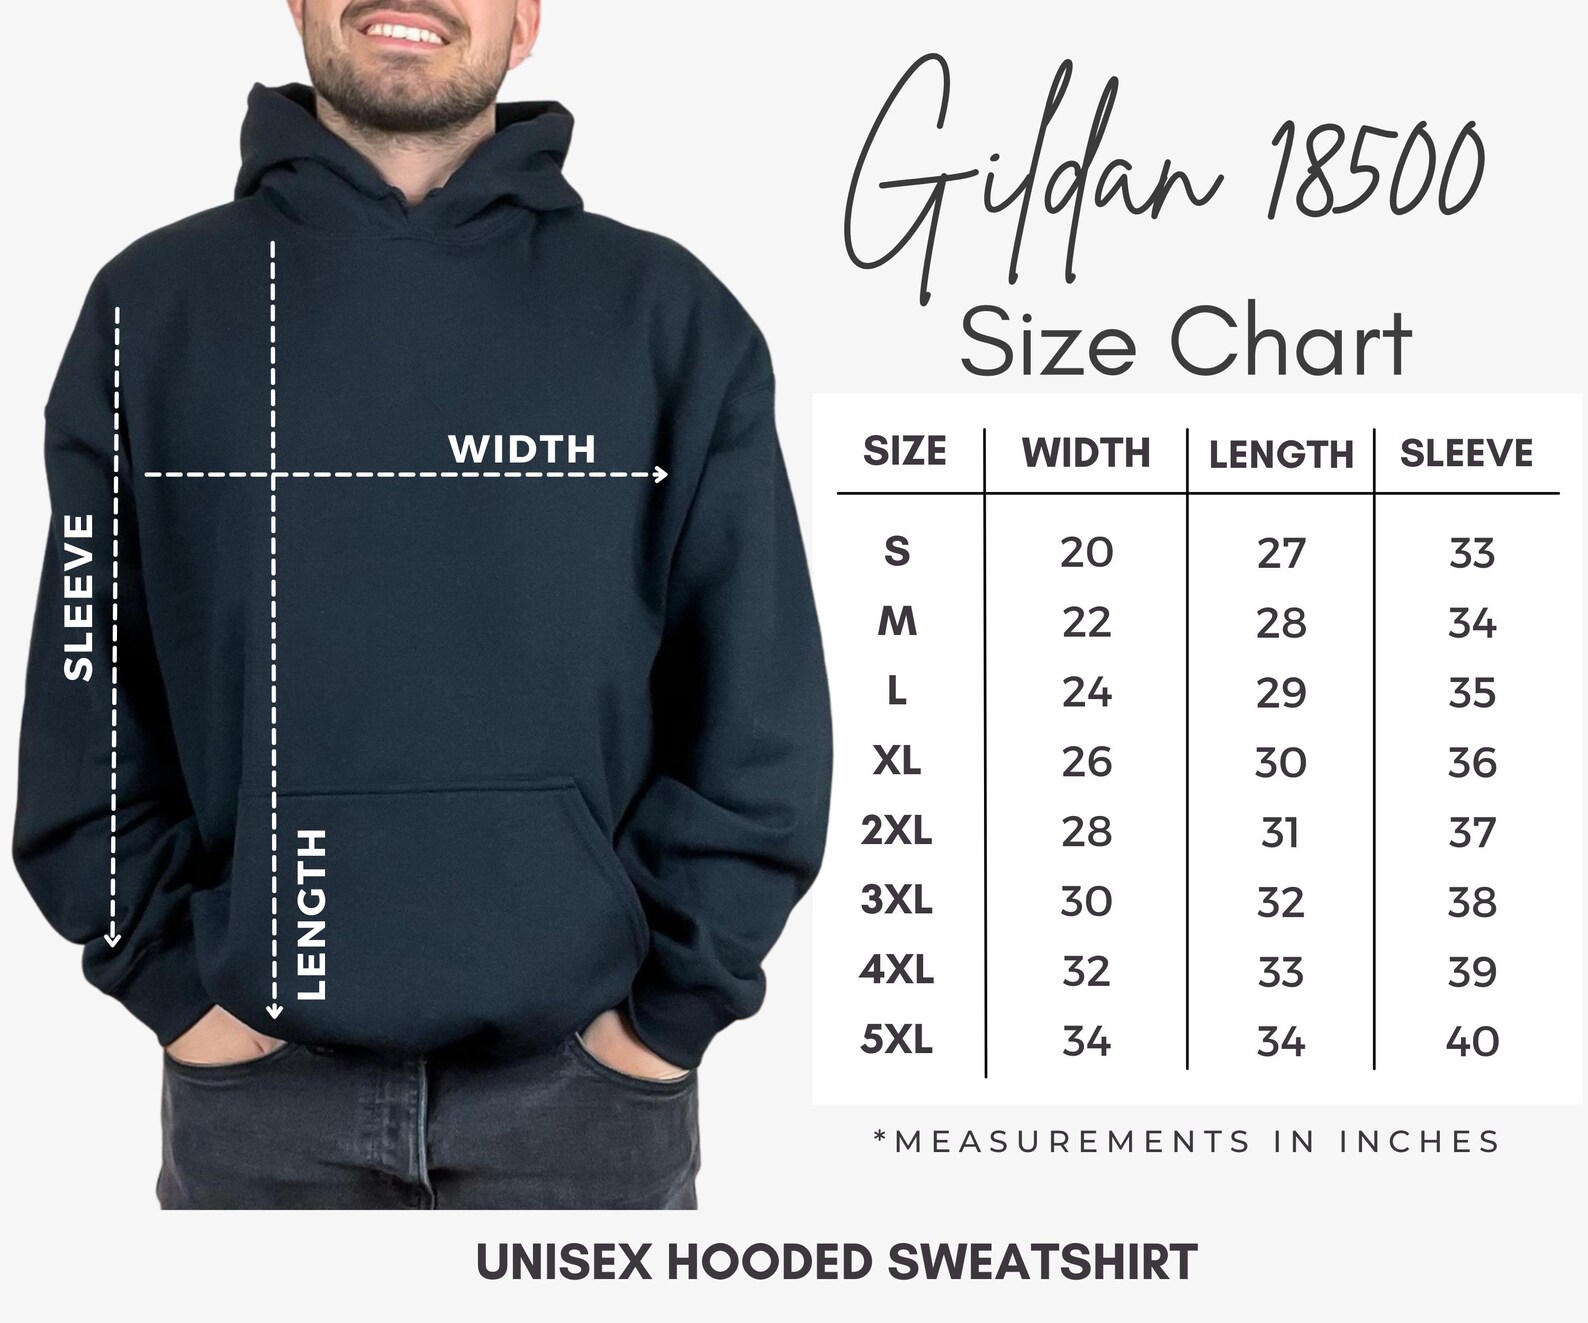 Gildan 18500
Size Chart
SIZE WIDTH LENGTH SLEEVE
S 20 27 33
M 22 28 34
L 24 29 35
XL 26 30 36
2XL 28 31 37
3XL 30 32 38
4XL 32 33 39
5XL 34 34 40
*MEASUREMENTS IN INCHES
WIDTH
SLEEVE
LENGTH
UNISEX HOODED SWEATSHIRT